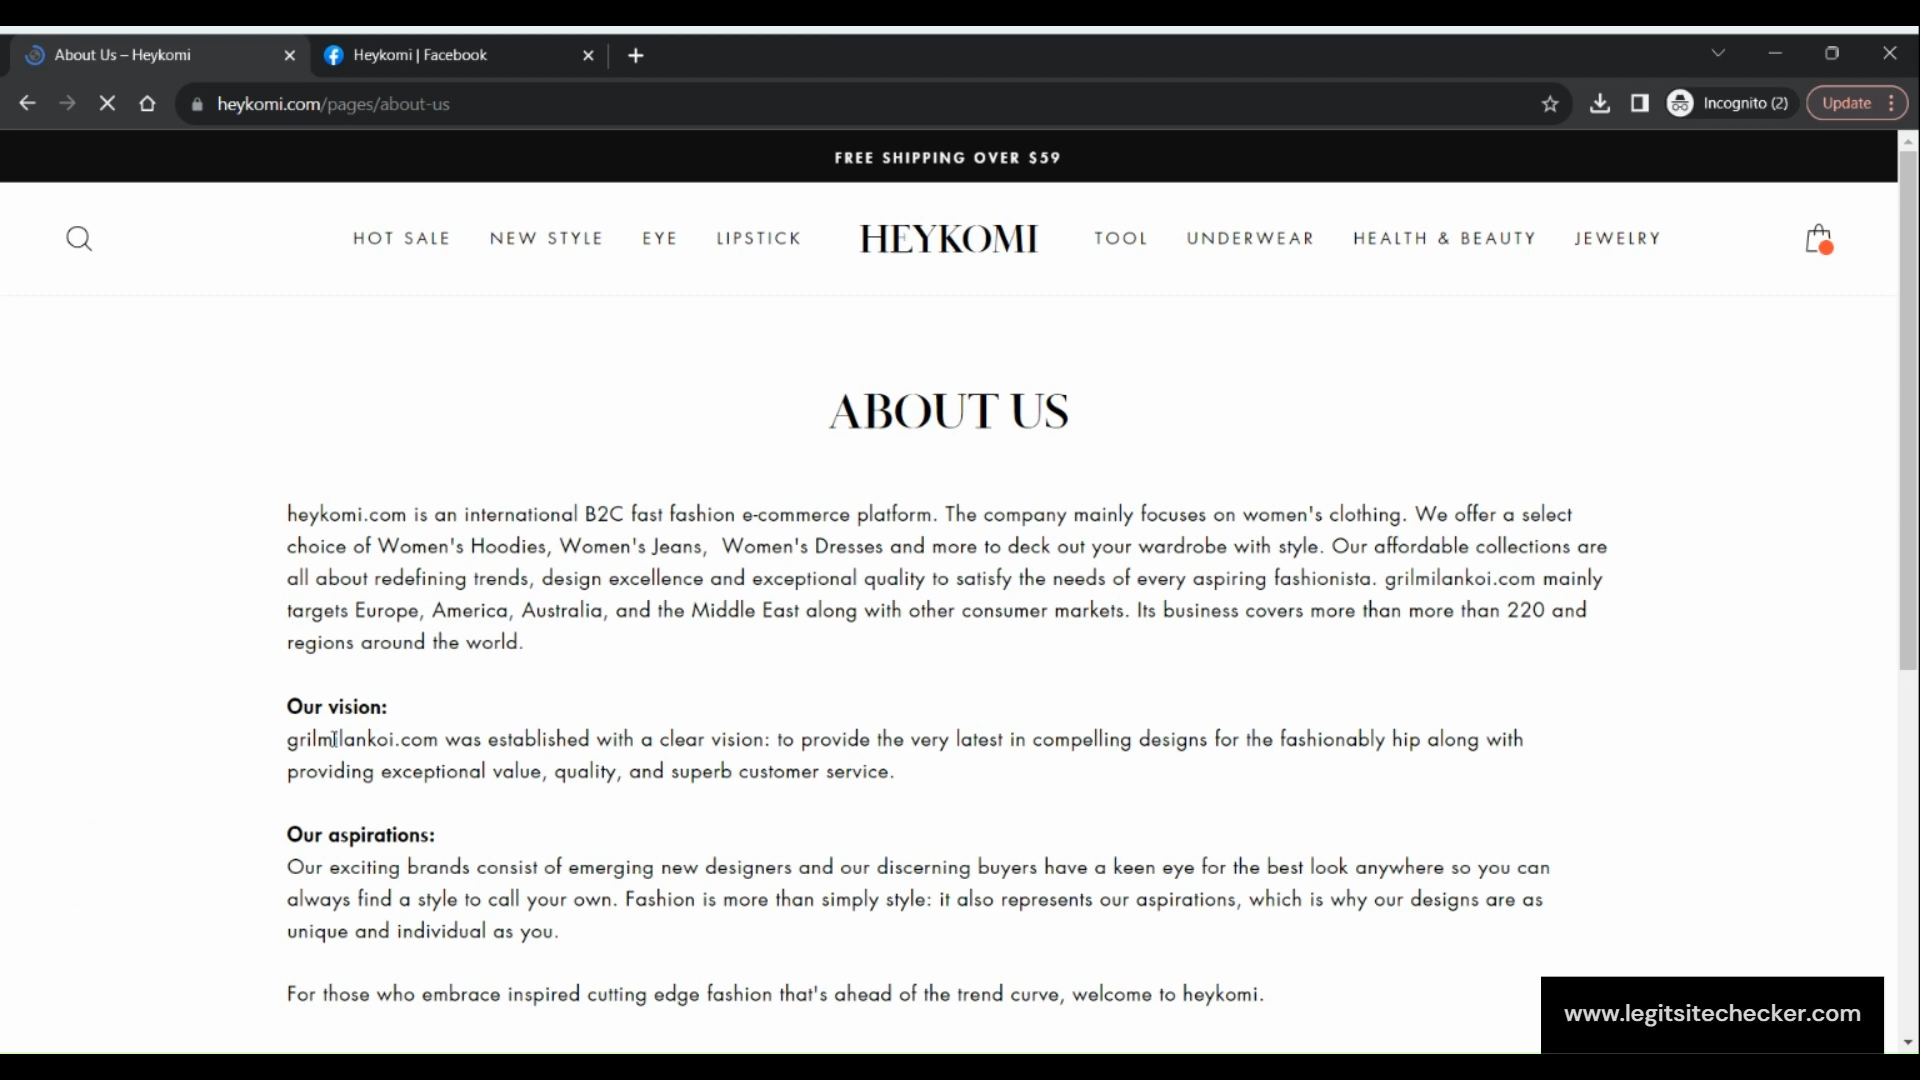 About Us – Heykomi
Heykomi | Facebook
heykomi.com/pages/about-us
Incognito (2)
Update
FREE SHIPPING OVER $59
HOT SALE
NEW STYLE
EYE
LIPSTICK
HEYKOMI
TOOL
UNDERWEAR
HEALTH & BEAUTY
JEWELRY
ABOUT US
heykomi.com is an international B2C fast fashion e-commerce platform. The company mainly focuses on women's clothing. We offer a select
choice of Women's Hoodies, Women's Jeans, Women's Dresses and more to deck out your wardrobe with style. Our affordable collections are
all about redefining trends, design excellence and exceptional quality to satisfy the needs of every aspiring fashionista. grilmilankoi.com mainly
targets Europe, America, Australia, and the Middle East along with other consumer markets. Its business covers more than more than 220 and
regions around the world.
Our vision:
grilmilankoi.com was established with a clear vision: to provide the very latest in compelling designs for the fashionably hip along with
providing exceptional value, quality, and superb customer service.
Our aspirations:
Our exciting brands consist of emerging new designers and our discerning buyers have a keen eye for the best look anywhere so you can
always find a style to call your own. Fashion is more than simply style: it also represents our aspirations, which is why our designs are as
unique and individual as you.
For those who embrace inspired cutting edge fashion that's ahead of the trend curve, welcome to heykomi.
www.legitsitechecker.com